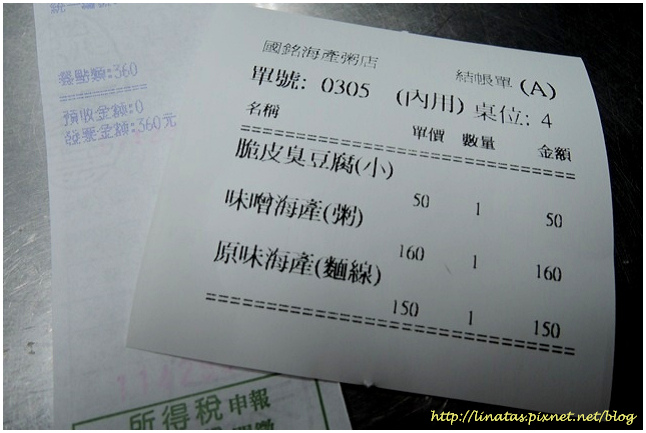 餐點類:360
預收金額:0
發票金額:360元
國銘海產粥店
結帳單 (A)
單號: 0305 (內用) 桌位: 4
名稱 單價 數量 金額
脆皮臭豆腐(小)
50 1 50
味噌海產(粥)
160 1 160
原味海產(麵線)
150 1 150
所得稅申報
http://linatas.pixnet.net/blog